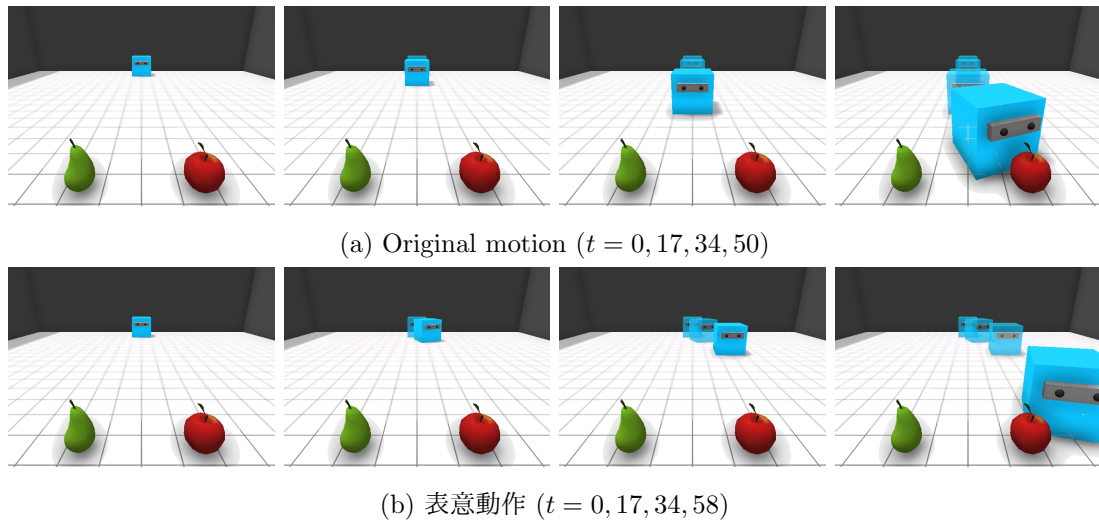 (a) Original motion (t = 0, 17, 34, 50)
(b) 表意動作 (t = 0, 17, 34, 58)